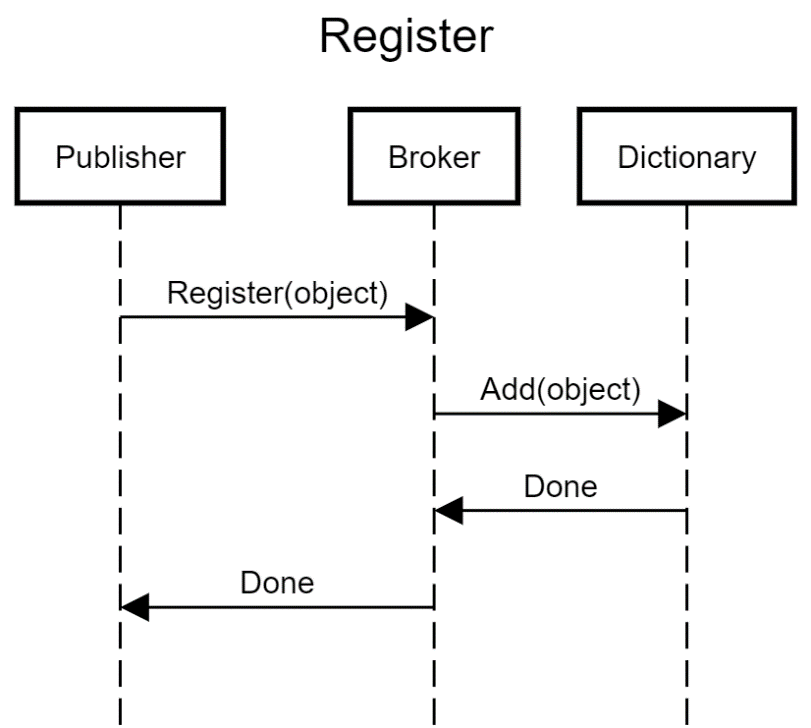 Register
Publisher
Broker
Dictionary
Register(object)
Add(object)
Done
Done